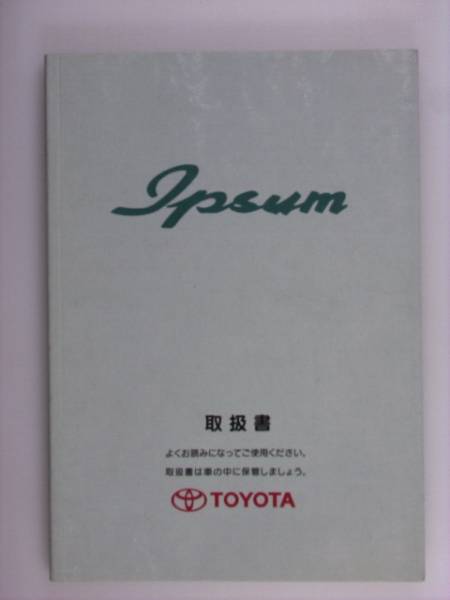 Ipsum
取扱書
よくお読みになってご使用ください。
取扱書は車の中に保管しましょう。
TOYOTA